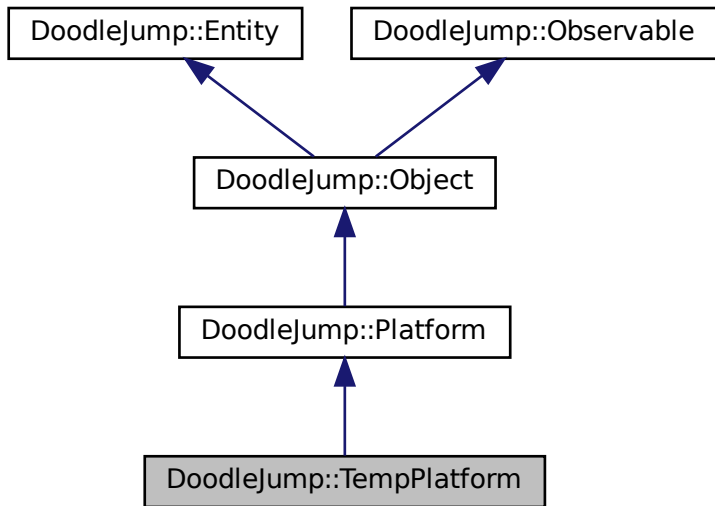 DoodleJump::Entity
DoodleJump::Observable
DoodleJump::Object
DoodleJump::Platform
DoodleJump::TempPlatform